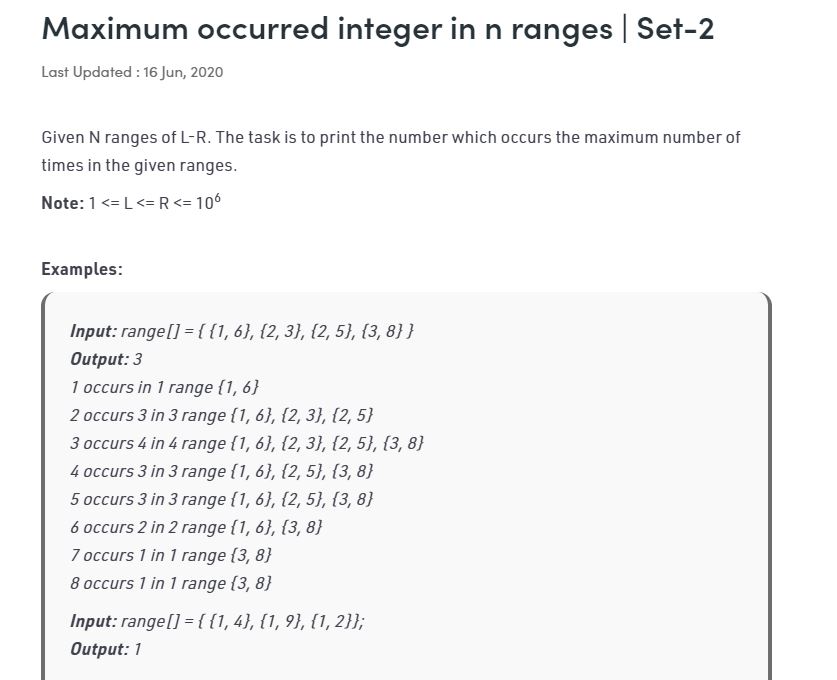 Maximum occurred integer in n ranges | Set-2
Last Updated : 16 Jun, 2020
Given N ranges of L-R. The task is to print the number which occurs the maximum number of
times in the given ranges.
Note: 1 <= L <= R <= 10⁶
Examples:
Input: range[] = { {1, 6}, {2, 3}, {2, 5}, {3, 8} }
Output: 3
1 occurs in 1 range {1, 6}
2 occurs 3 in 3 range {1, 6}, {2, 3}, {2, 5}
3 occurs 4 in 4 range {1, 6}, {2, 3}, {2, 5}, {3, 8}
4 occurs 3 in 3 range {1, 6}, {2, 5}, {3, 8}
5 occurs 3 in 3 range {1, 6}, {2, 5}, {3, 8}
6 occurs 2 in 2 range {1, 6}, {3, 8}
7 occurs 1 in 1 range {3, 8}
8 occurs 1 in 1 range {3, 8}
Input: range[] = { {1, 4}, {1, 9}, {1, 2}};
Output: 1